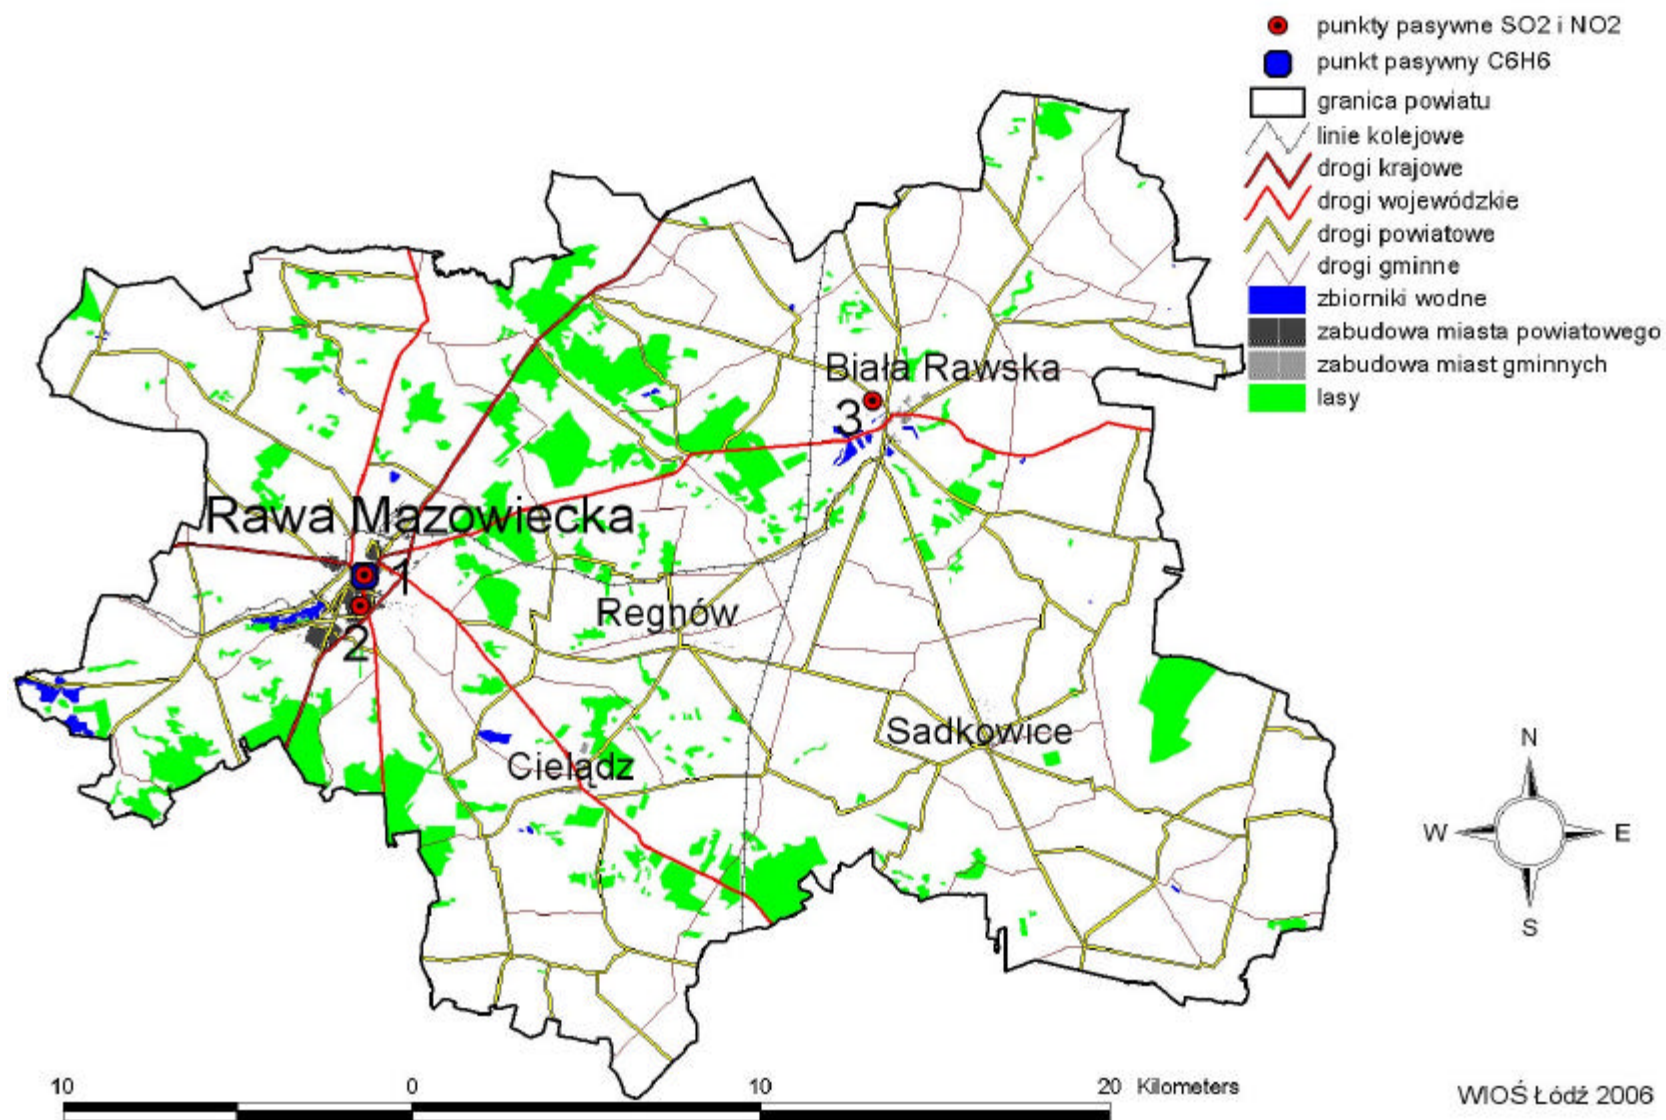 punkty pasywne SO2 i NO2
punkt pasywny C6H6
granica powiatu
linie kolejowe
drogi krajowe
drogi wojewódzkie
drogi powiatowe
drogi gminne
zbiorniki wodne
zabudowa miasta powiatowego
zabudowa miast gminnych
lasy
Biała Rawska
3
Rawa Mazowiecka
1
2
Regnów
Sadkowice
Cielądz
N
W E
S
10 0 10 20 Kilometers
WIOŚ Łódź 2006